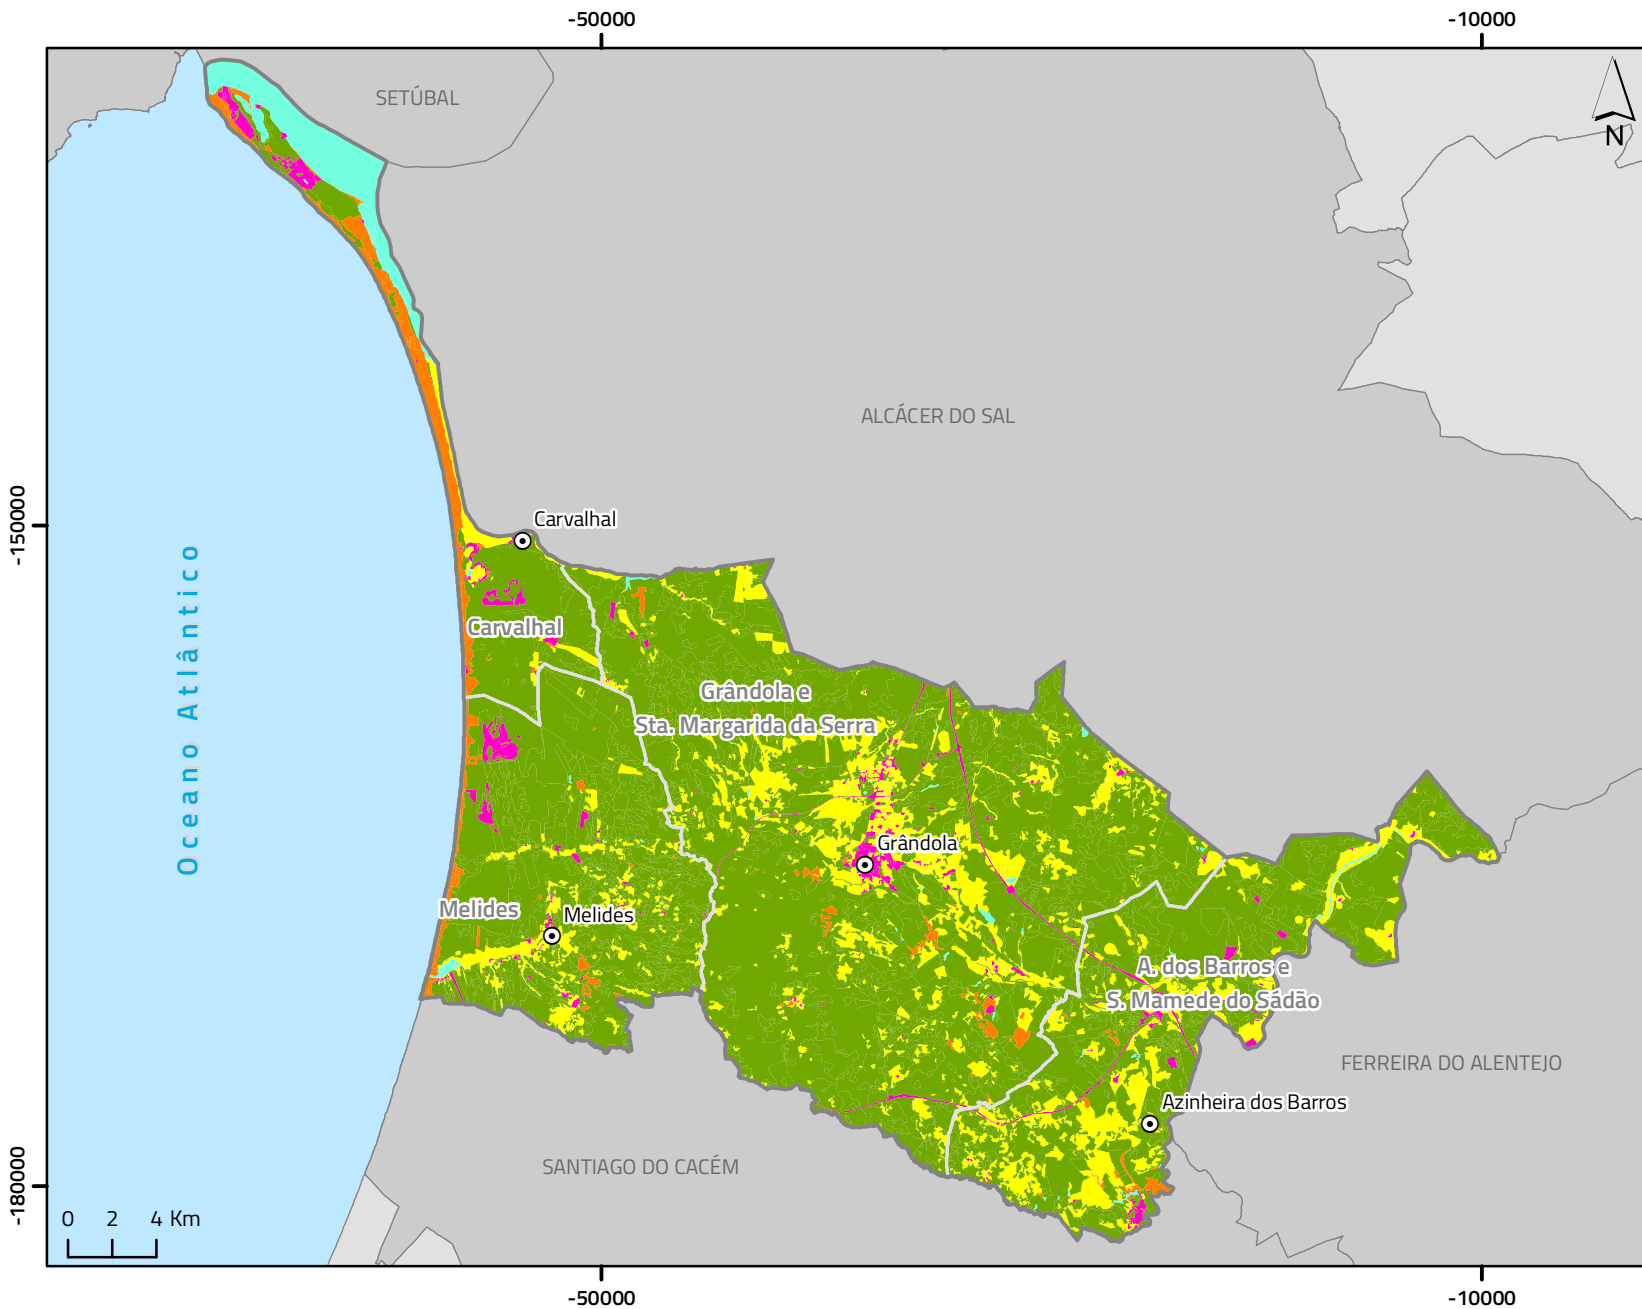 -50000
-10000
SETÚBAL
N
ALCÁCER DO SAL
-150000
Carvalhal
Oceano Atlântico
Carvalhal
Grândola e
Sta. Margarida da Serra
Grândola
Melides
Melides
A. dos Barros e
S. Mamede do Sádão
FERREIRA DO ALENTEJO
Azinheira dos Barros
SANTIAGO DO CACÉM
-180000
0 2 4 Km
-50000
-10000